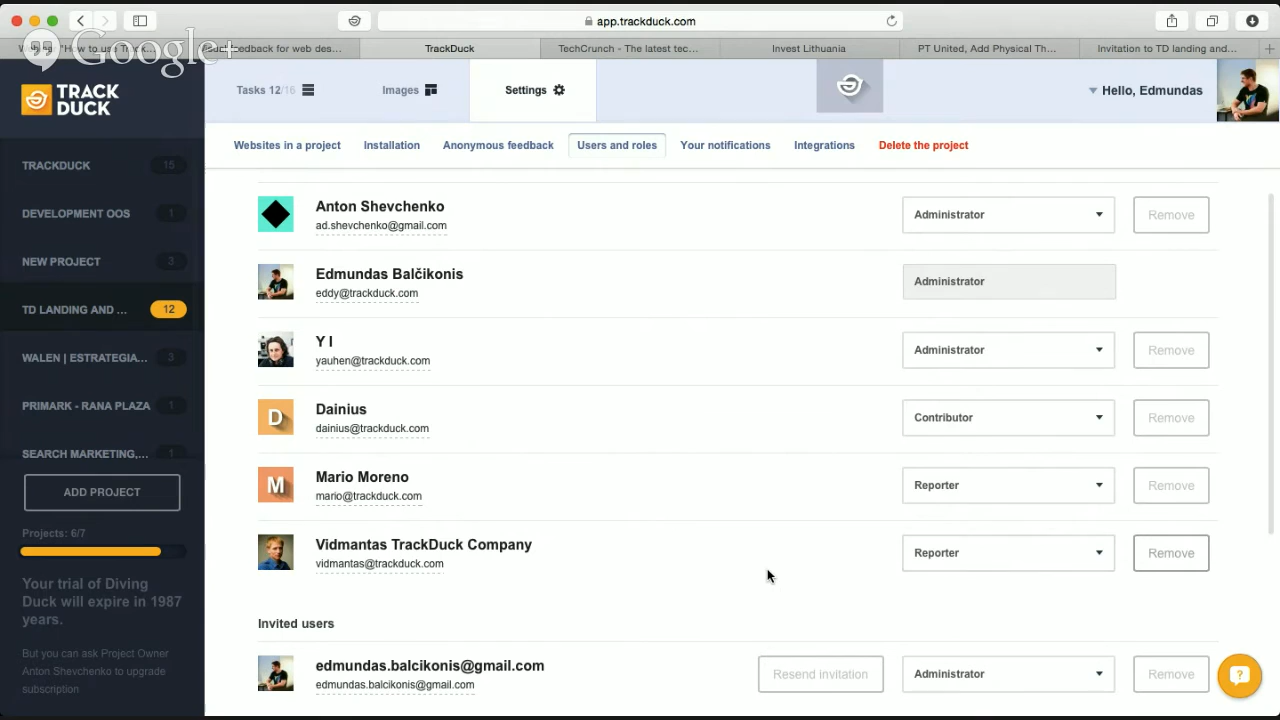 app.trackduck.com
Google+
feedback for web des...
TrackDuck
TechCrunch - The latest tec...
Invest Lithuania
PT United, Add Physical Th...
Invitation to TD landing and...
TRACK
DUCK
Tasks 12/16
Images
Settings
Hello, Edmundas
Websites in a project
Installation
Anonymous feedback
Users and roles
Your notifications
Integrations
Delete the project
TRACKDUCK 15
DEVELOPMENT OOS 1
NEW PROJECT 3
TD LANDING AND ... 12
WALEN | ESTRATEGIA... 3
PRIMARK - RANA PLAZA 1
SEARCH MARKETING,... 1
ADD PROJECT
Projects: 6/7
Your trial of Diving
Duck will expire in 1987
years.
But you can ask Project Owner
Anton Shevchenko to upgrade
subscription
Anton Shevchenko
ad.shevchenko@gmail.com
Administrator
Remove
Edmundas Balčikonis
eddy@trackduck.com
Administrator
Y I
yauhen@trackduck.com
Administrator
Remove
D
Dainius
dainius@trackduck.com
Contributor
Remove
M
Mario Moreno
mario@trackduck.com
Reporter
Remove
Vidmantas TrackDuck Company
vidmantas@trackduck.com
Reporter
Remove
Invited users
edmundas.balcikonis@gmail.com
edmundas.balcikonis@gmail.com
Resend invitation
Administrator
Remove